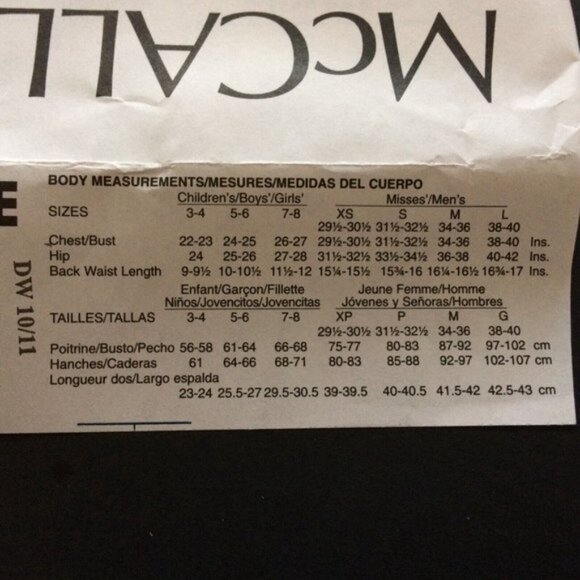 McCALL
BODY MEASUREMENTS/MESURES/MEDIDAS DEL CUERPO
Children's/Boys'/Girls' Misses'/Men's
SIZES 3-4 5-6 7-8 XS S M L
29½-30½ 31½-32½ 34-36 38-40
Chest/Bust 22-23 24-25 26-27 29½-30½ 31½-32½ 34-36 38-40 Ins.
Hip 24 25-26 27-28 31½-32½ 33½-34½ 36-38 40-42 Ins.
Back Waist Length 9-9½ 10-10½ 11½-12 15¼-15½ 15¾-16 16¼-16½ 16¾-17 Ins.
Enfant/Garçon/Fillette Jeune Femme/Homme
Niños/Jovencitos/Jovencitas Jóvenes y Señoras/Hombres
TAILLES/TALLAS 3-4 5-6 7-8 XP P M G
29½-30½ 31½-32½ 34-36 38-40
Poitrine/Busto/Pecho 56-58 61-64 66-68 75-77 80-83 87-92 97-102 cm
Hanches/Caderas 61 64-66 68-71 80-83 85-88 92-97 102-107 cm
Longueur dos/Largo espalda
23-24 25.5-27 29.5-30.5 39-39.5 40-40.5 41.5-42 42.5-43 cm
DW 10/11